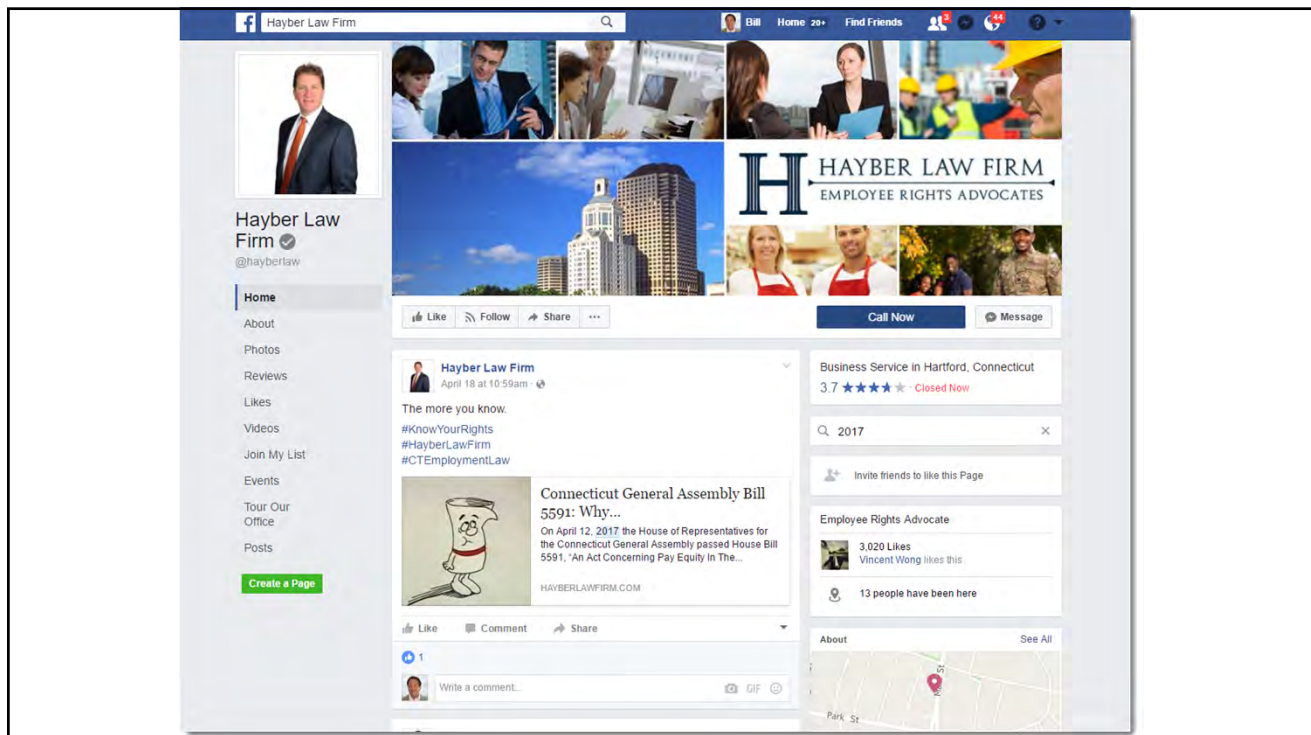 Hayber Law Firm
Bill Home 20+ Find Friends 3 44
HAYBER LAW FIRM
EMPLOYEE RIGHTS ADVOCATES
Hayber Law
Firm
@hayberlaw
Home
About
Photos
Reviews
Likes
Videos
Join My List
Events
Tour Our
Office
Posts
Create a Page
Like Follow Share ...
Call Now Message
Hayber Law Firm
April 18 at 10:59am ·
The more you know.
#KnowYourRights
#HayberLawFirm
#CTEmploymentLaw
Connecticut General Assembly Bill
5591: Why...
On April 12, 2017 the House of Representatives for
the Connecticut General Assembly passed House Bill
5591, "An Act Concerning Pay Equity In The...
HAYBERLAWFIRM.COM
Like Comment Share
1
Write a comment...
GIF
Business Service in Hartford, Connecticut
3.7 ★★★★★ · Closed Now
2017
Invite friends to like this Page
Employee Rights Advocate
3,020 Likes
Vincent Wong likes this
13 people have been here
About See All
St
Park St